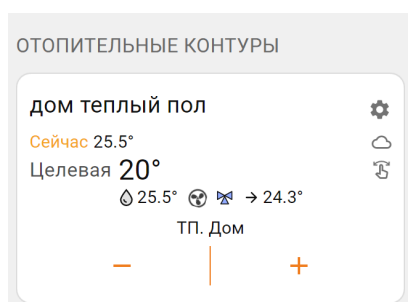 ОТОПИТЕЛЬНЫЕ КОНТУРЫ
дом теплый пол
Сейчас 25.5°
Целевая 20°
25.5° → 24.3°
ТП. Дом
− +